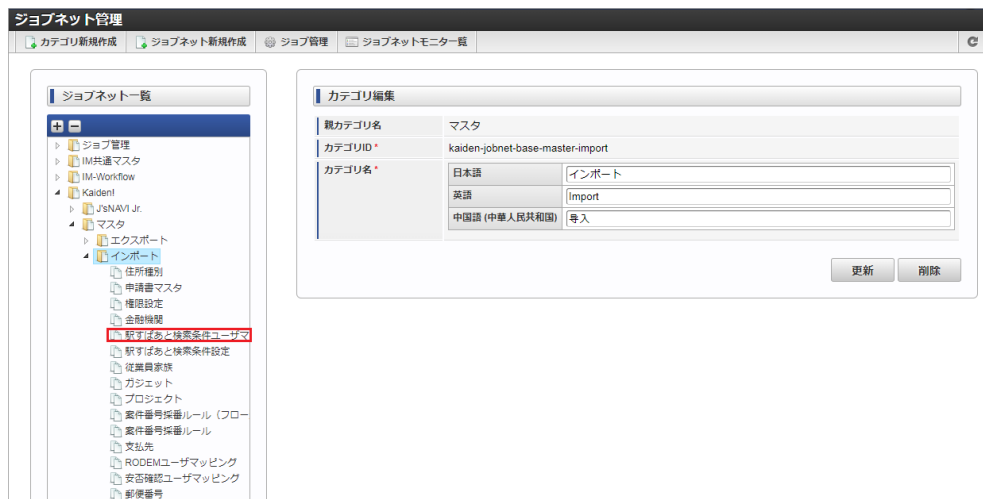 ジョブネット管理
カテゴリ新規作成 ジョブネット新規作成 ジョブ管理 ジョブネットモニタ一覧
ジョブネット一覧
ジョブ管理
IM共通マスタ
IM-Workflow
Kaiden!
J'sNAVI Jr.
マスタ
エクスポート
インポート
住所種別
申請書マスタ
権限設定
金融機関
駅すぱあと検索条件ユーザマ
駅すぱあと検索条件設定
従業員家族
ガジェット
プロジェクト
案件番号採番ルール（フロー
案件番号採番ルール
支払先
RODEMユーザマッピング
安否確認ユーザマッピング
郵便番号
カテゴリ編集
親カテゴリ名 マスタ
カテゴリID * kaiden-jobnet-base-master-import
カテゴリ名 *
日本語 インポート
英語 Import
中国語 (中華人民共和国) 导入
更新 削除